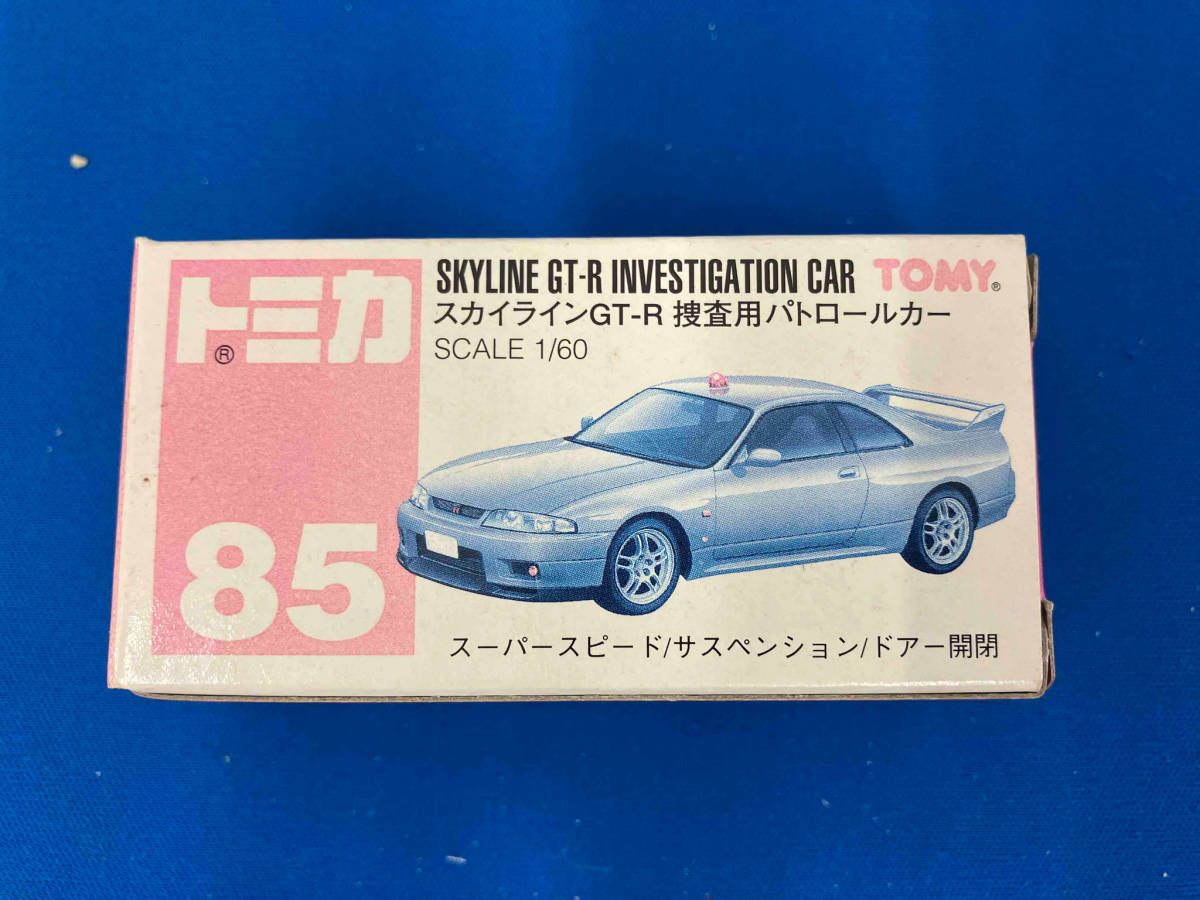 トミカ®
85
SKYLINE GT-R INVESTIGATION CAR TOMY®
スカイラインGT-R 捜査用パトロールカー
SCALE 1/60
スーパースピード/サスペンション/ドアー開閉